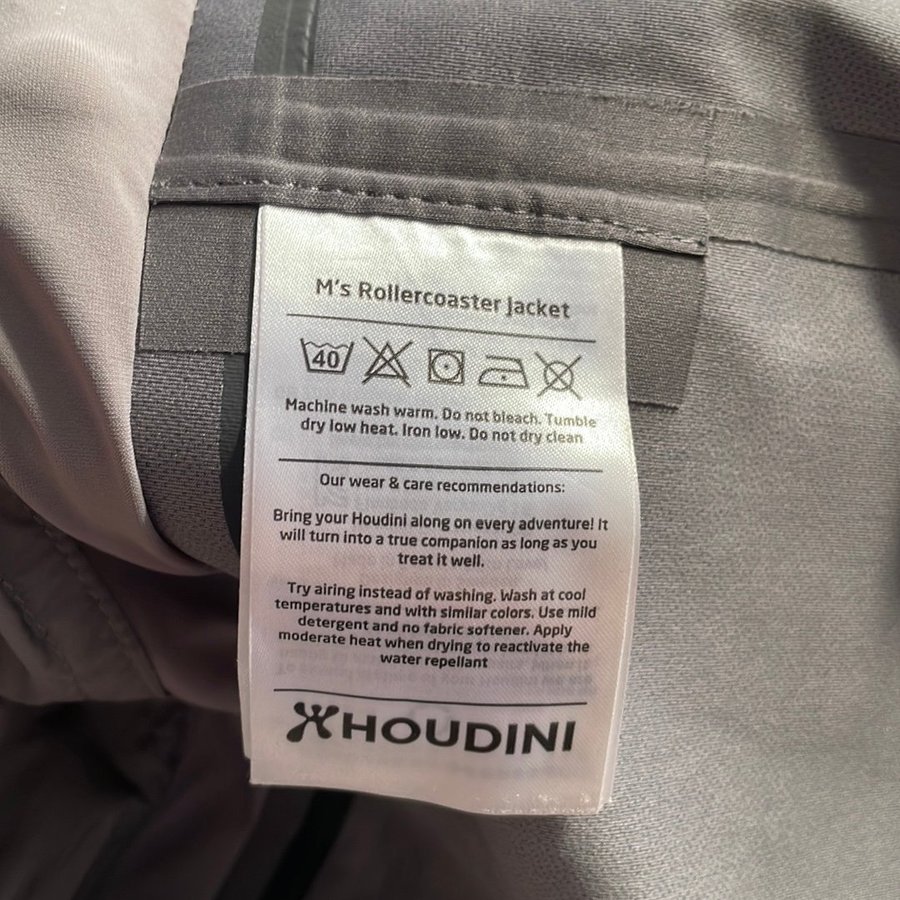 M's Rollercoaster Jacket
40
Machine wash warm. Do not bleach. Tumble
dry low heat. Iron low. Do not dry clean
Our wear & care recommendations:
Bring your Houdini along on every adventure! It
will turn into a true companion as long as you
treat it well.
Try airing instead of washing. Wash at cool
temperatures and with similar colors. Use mild
detergent and no fabric softener. Apply
moderate heat when drying to reactivate the
water repellant
HOUDINI